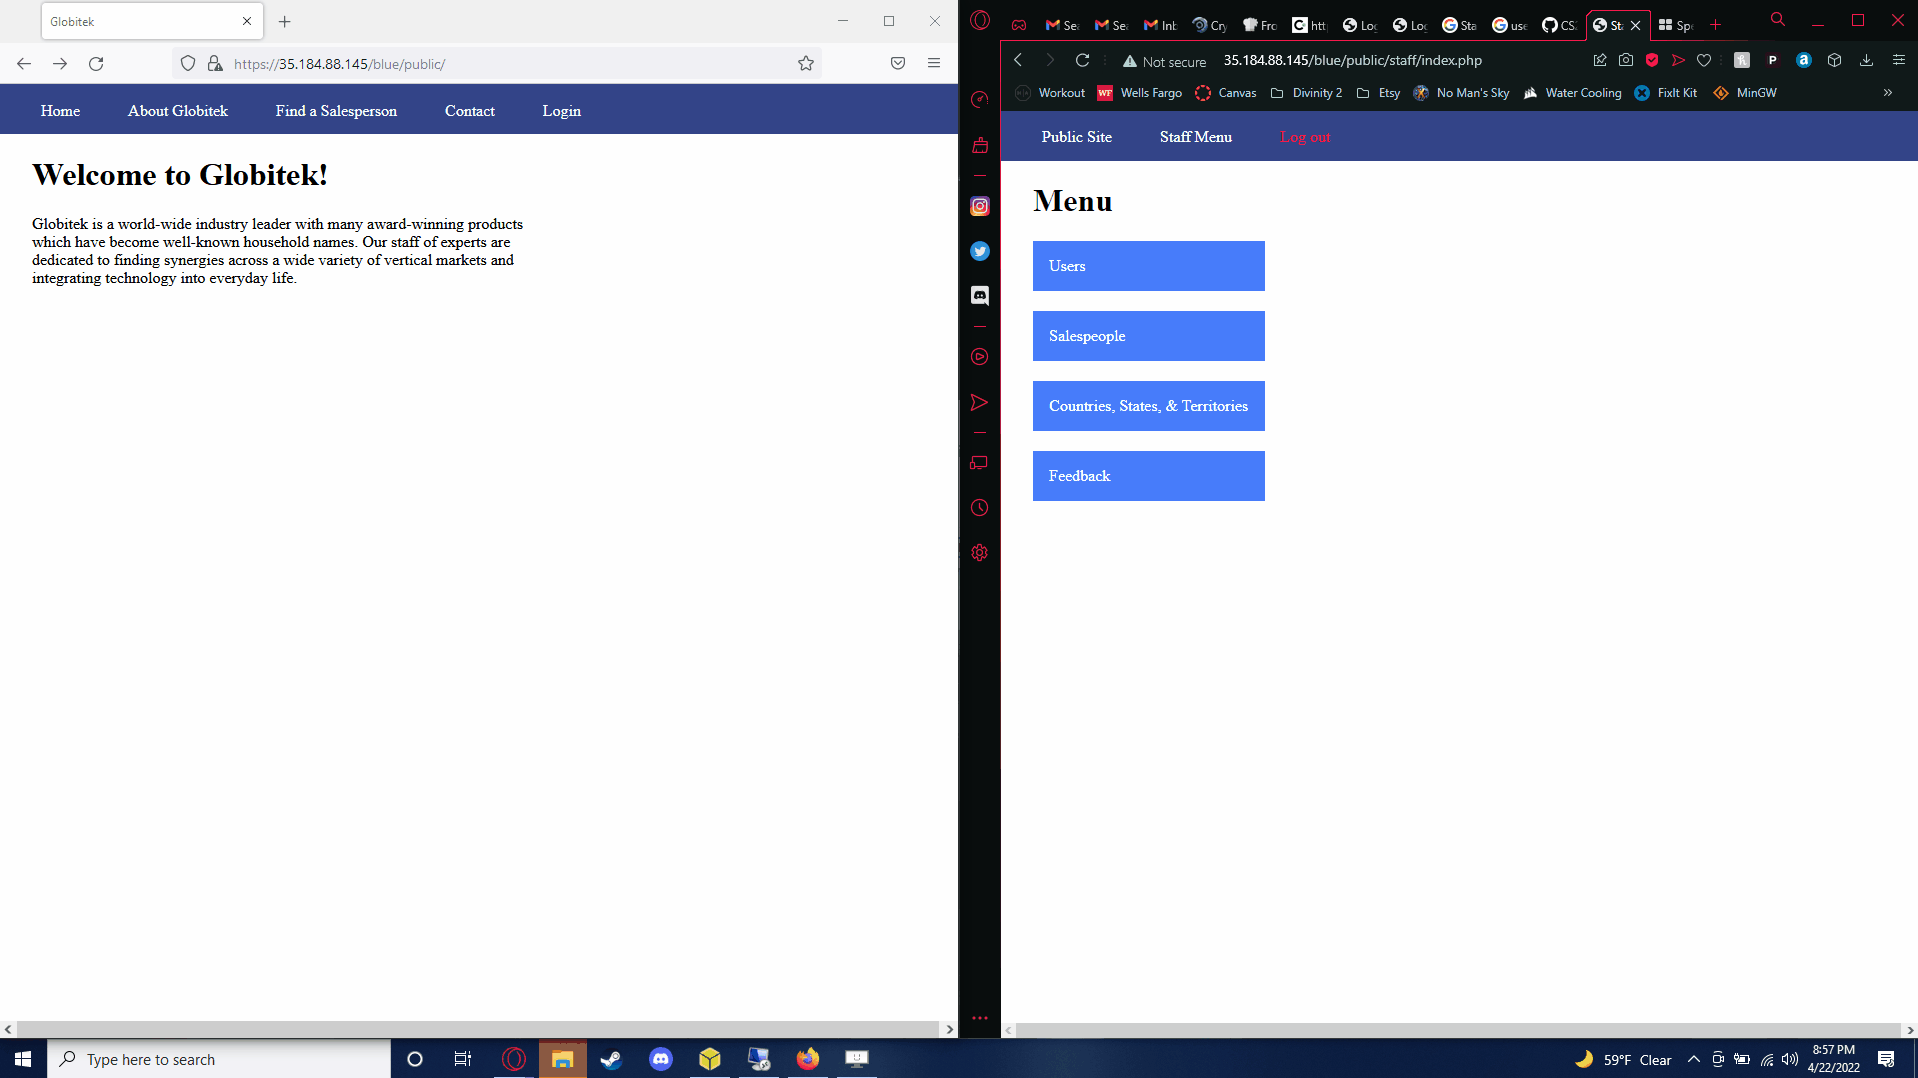 Globitek
https://35.184.88.145/blue/public/
Home About Globitek Find a Salesperson Contact Login
Welcome to Globitek!
Globitek is a world-wide industry leader with many award-winning products
which have become well-known household names. Our staff of experts are
dedicated to finding synergies across a wide variety of vertical markets and
integrating technology into everyday life.
Sea Sea Inb Cry Fro htt Log Log Sta use CS Sta Spe
Not secure 35.184.88.145/blue/public/staff/index.php
Workout WF Wells Fargo Canvas Divinity 2 Etsy No Man's Sky Water Cooling FixIt Kit MinGW
Public Site Staff Menu Log out
Menu
Users
Salespeople
Countries, States, & Territories
Feedback
Type here to search
59°F Clear
8:57 PM
4/22/2022